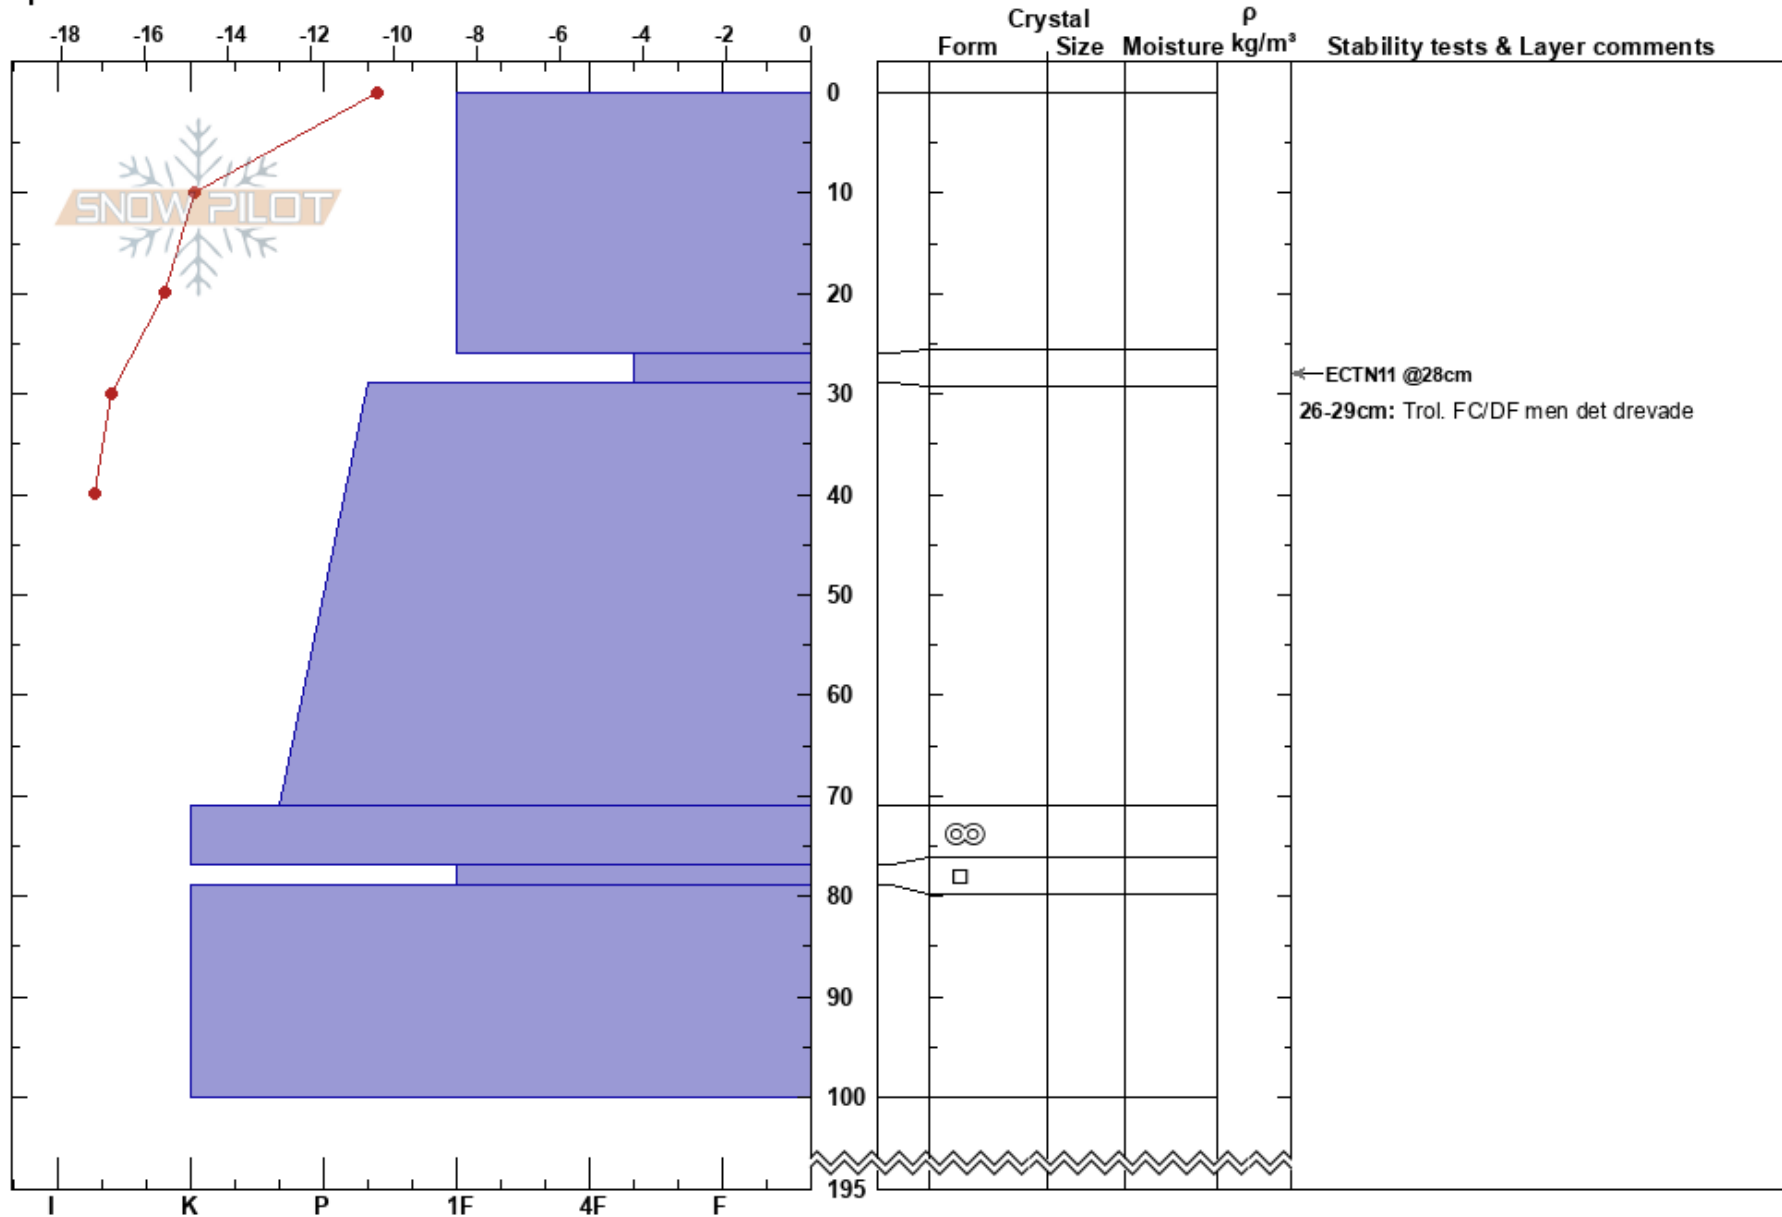 Crystal
ρ
-18 -16 -14 -12 -10 -8 -6 -4 -2 0
Form Size Moisture kg/m³ Stability tests & Layer comments
0
SNOW PILOT
10
20
ECTN11 @28cm
30
26-29cm: Trol. FC/DF men det drevade
40
50
60
70
80
90
100
195
I K P 1F 4F F